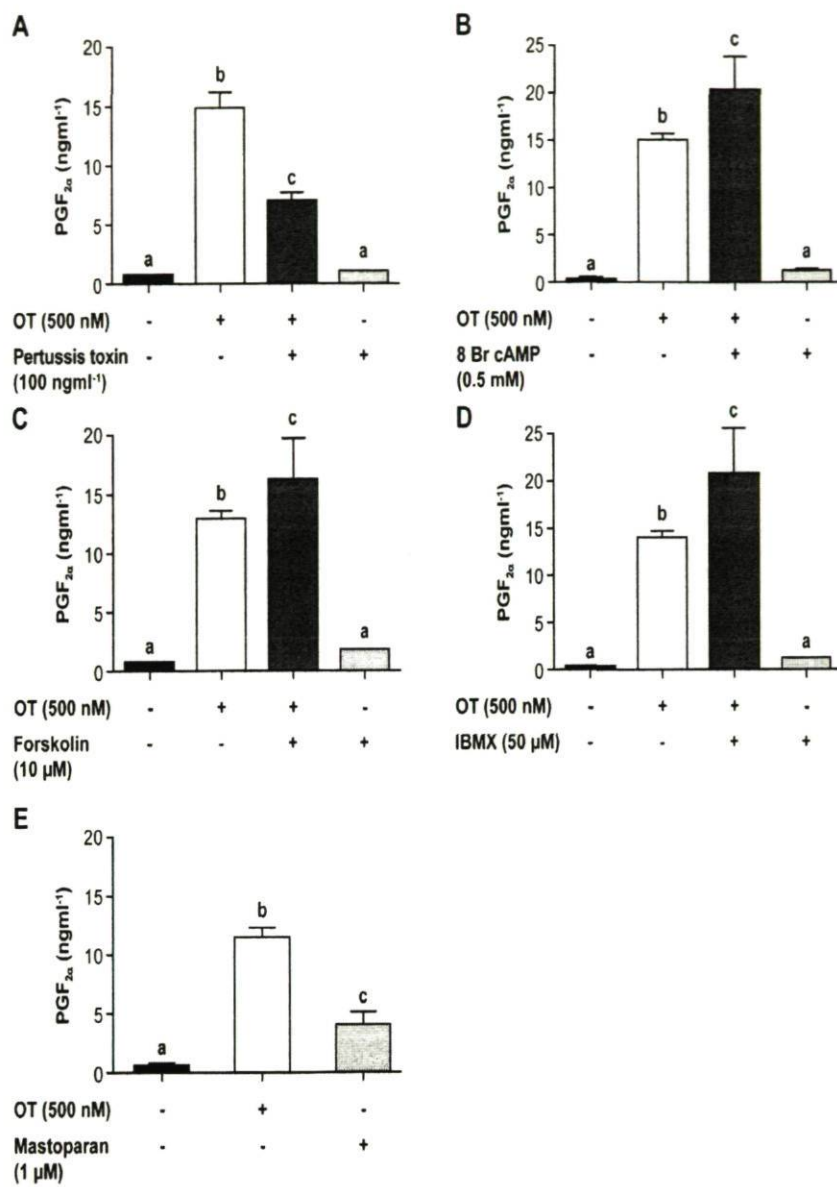 A
PGF2α (ngml-1)
20
15
10
5
0
a
b
c
a
OT (500 nM) - + + -
Pertussis toxin - - + +
(100 ngml-1)
B
PGF2α (ngml-1)
25
20
15
10
5
0
a
b
c
a
OT (500 nM) - + + -
8 Br cAMP - - + +
(0.5 mM)
C
PGF2α (ngml-1)
20
15
10
5
0
a
b
c
a
OT (500 nM) - + + -
Forskolin - - + +
(10 µM)
D
PGF2α (ngml-1)
25
20
15
10
5
0
a
b
c
a
OT (500 nM) - + + -
IBMX (50 µM) - - + +
E
PGF2α (ngml-1)
20
15
10
5
0
a
b
c
OT (500 nM) - + -
Mastoparan - - +
(1 µM)